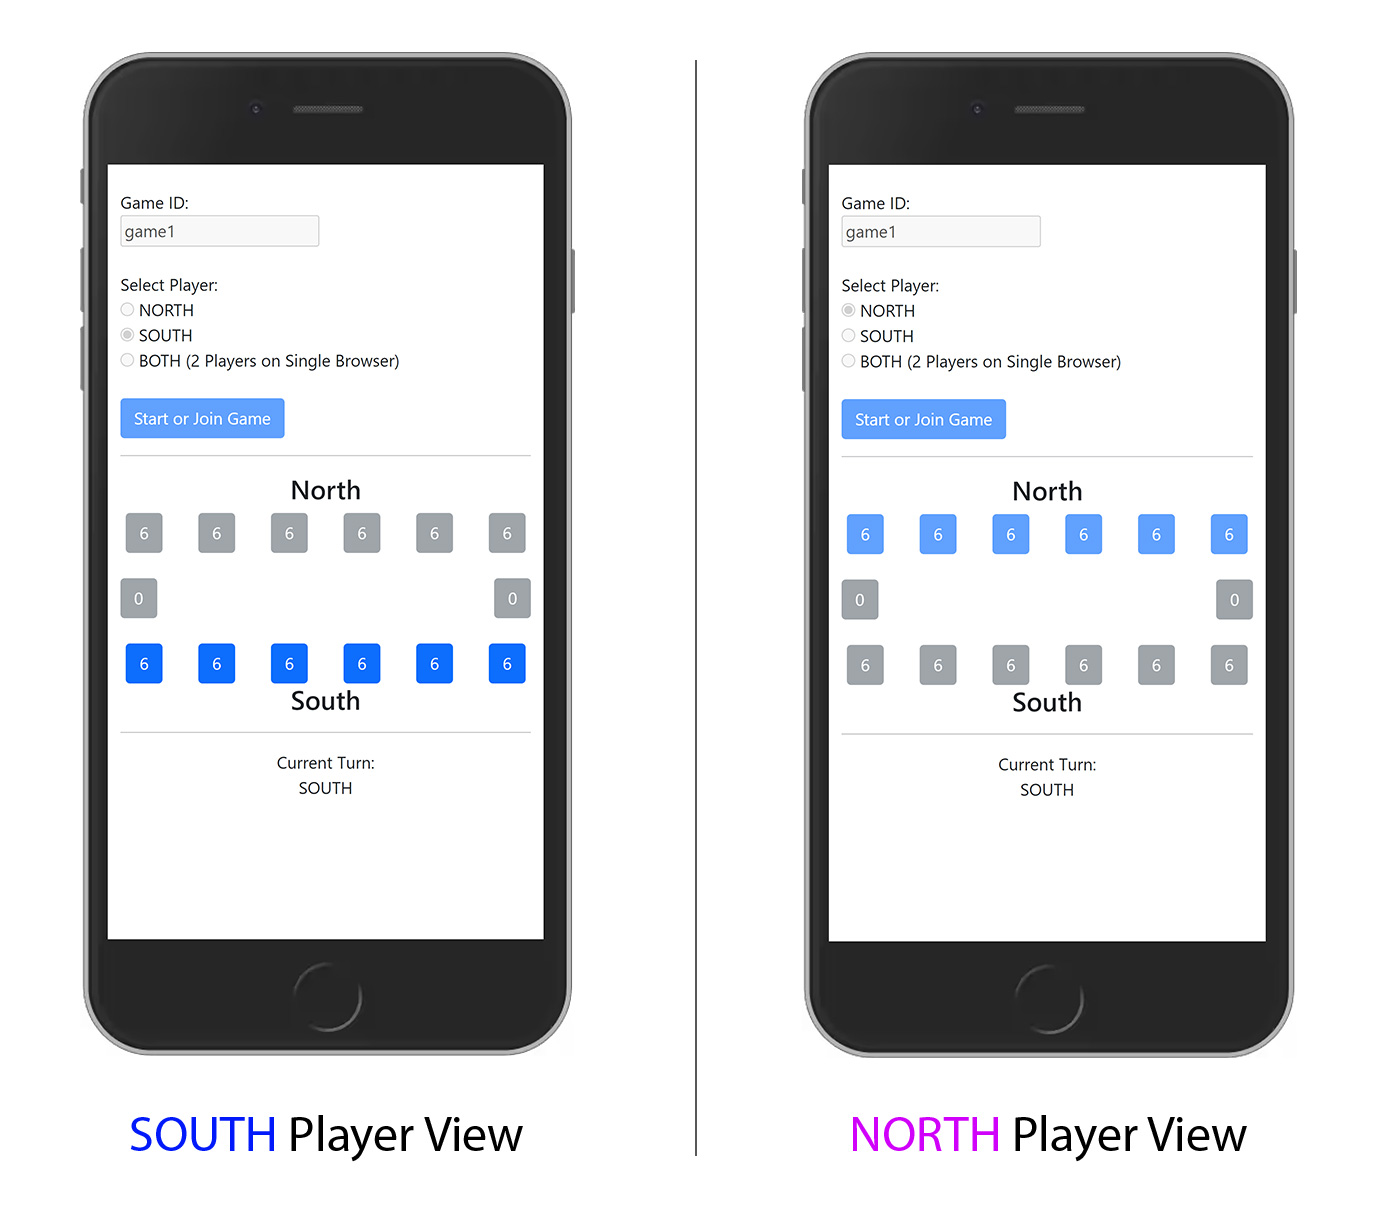 Game ID:
game1
Select Player:
NORTH
SOUTH
BOTH (2 Players on Single Browser)
Start or Join Game
North
6 6 6 6 6 6
0 0
6 6 6 6 6 6
South
Current Turn:
SOUTH
SOUTH Player View
Game ID:
game1
Select Player:
NORTH
SOUTH
BOTH (2 Players on Single Browser)
Start or Join Game
North
6 6 6 6 6 6
0 0
6 6 6 6 6 6
South
Current Turn:
SOUTH
NORTH Player View